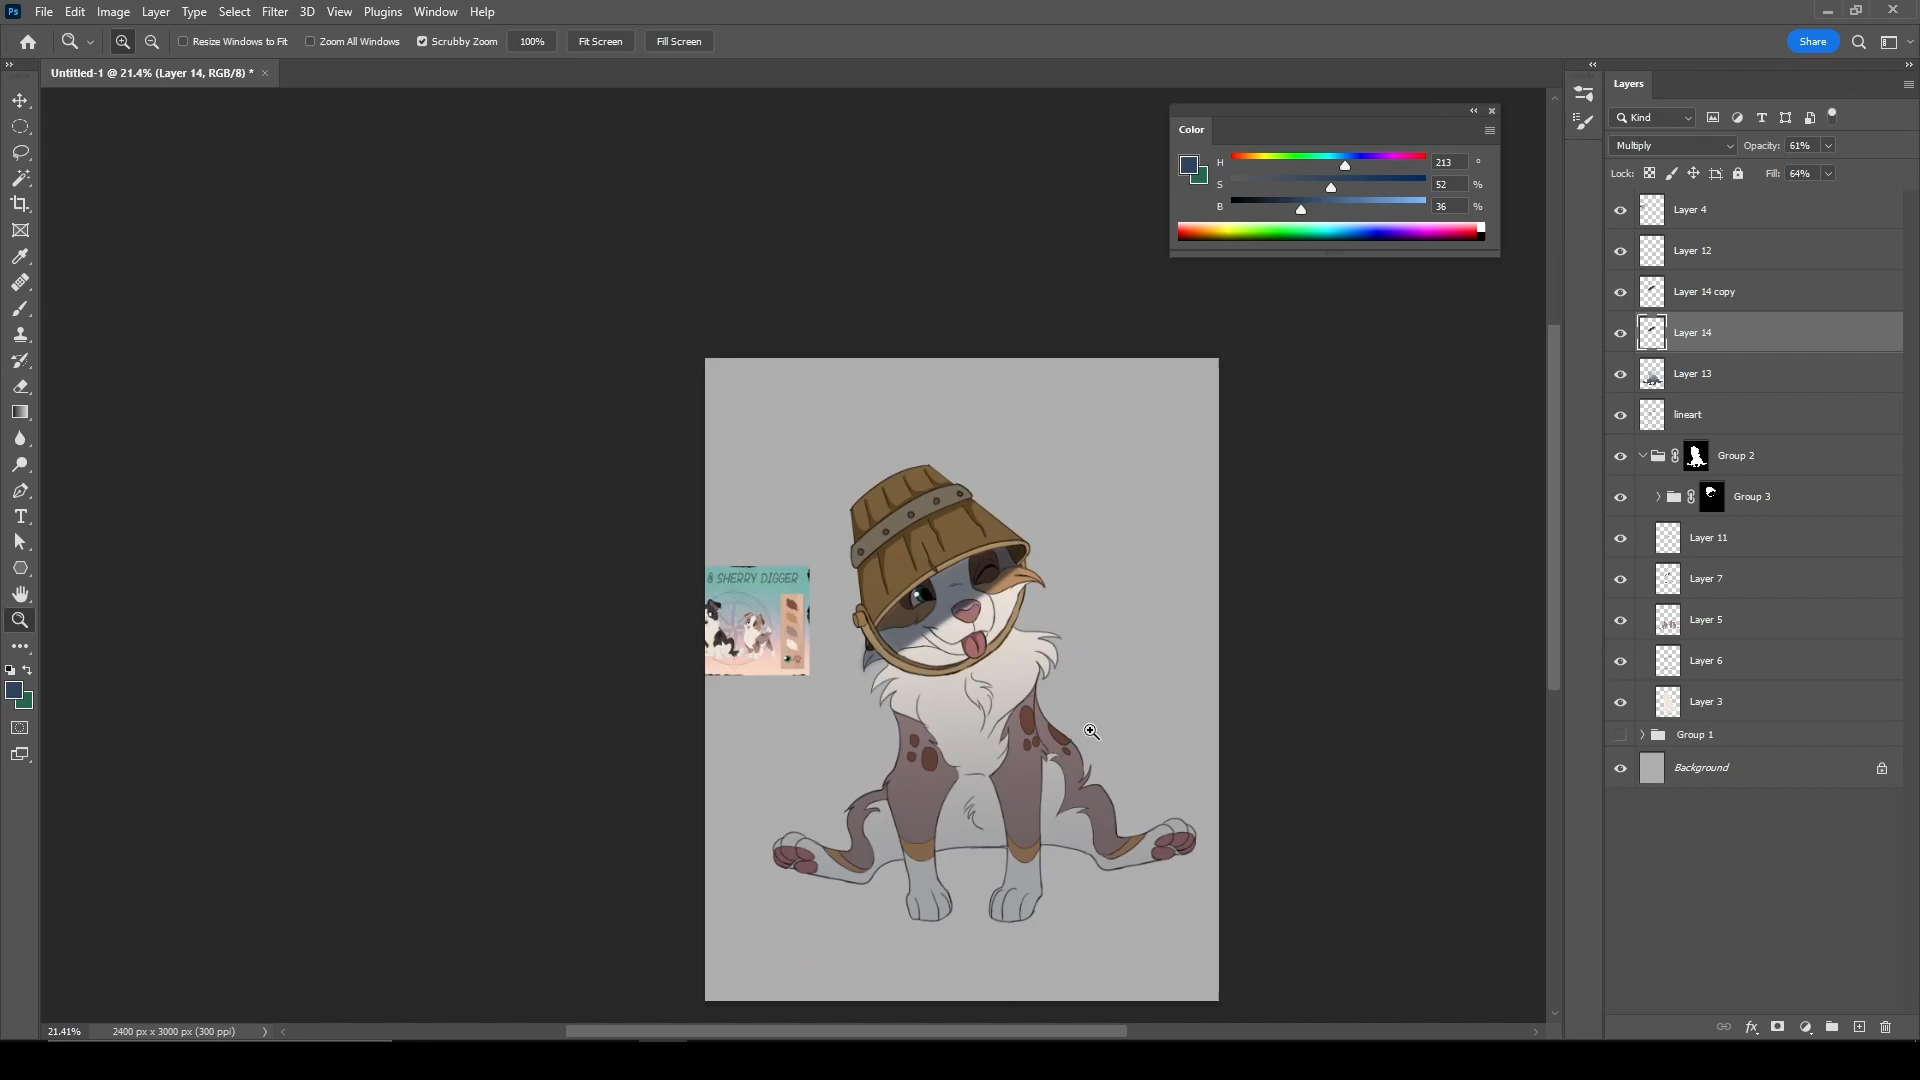 Ps File Edit Image Layer Type Select Filter 3D View Plugins Window Help
Resize Windows to Fit Zoom All Windows Scrubby Zoom 100% Fit Screen Fill Screen Share
Untitled-1 @ 21.4% (Layer 14, RGB/8) *
Layers
Kind
Color
Multiply Opacity: 61%
H 213 °
Lock: Fill: 64%
S 52 %
B 36 %
Layer 4
Layer 12
Layer 14 copy
Layer 14
Layer 13
lineart
Group 2
Group 3
Layer 11
Layer 7
Layer 5
Layer 6
Layer 3
Group 1
Background
& SHERRY DIGGER
21.41% 2400 px x 3000 px (300 ppi)
fx